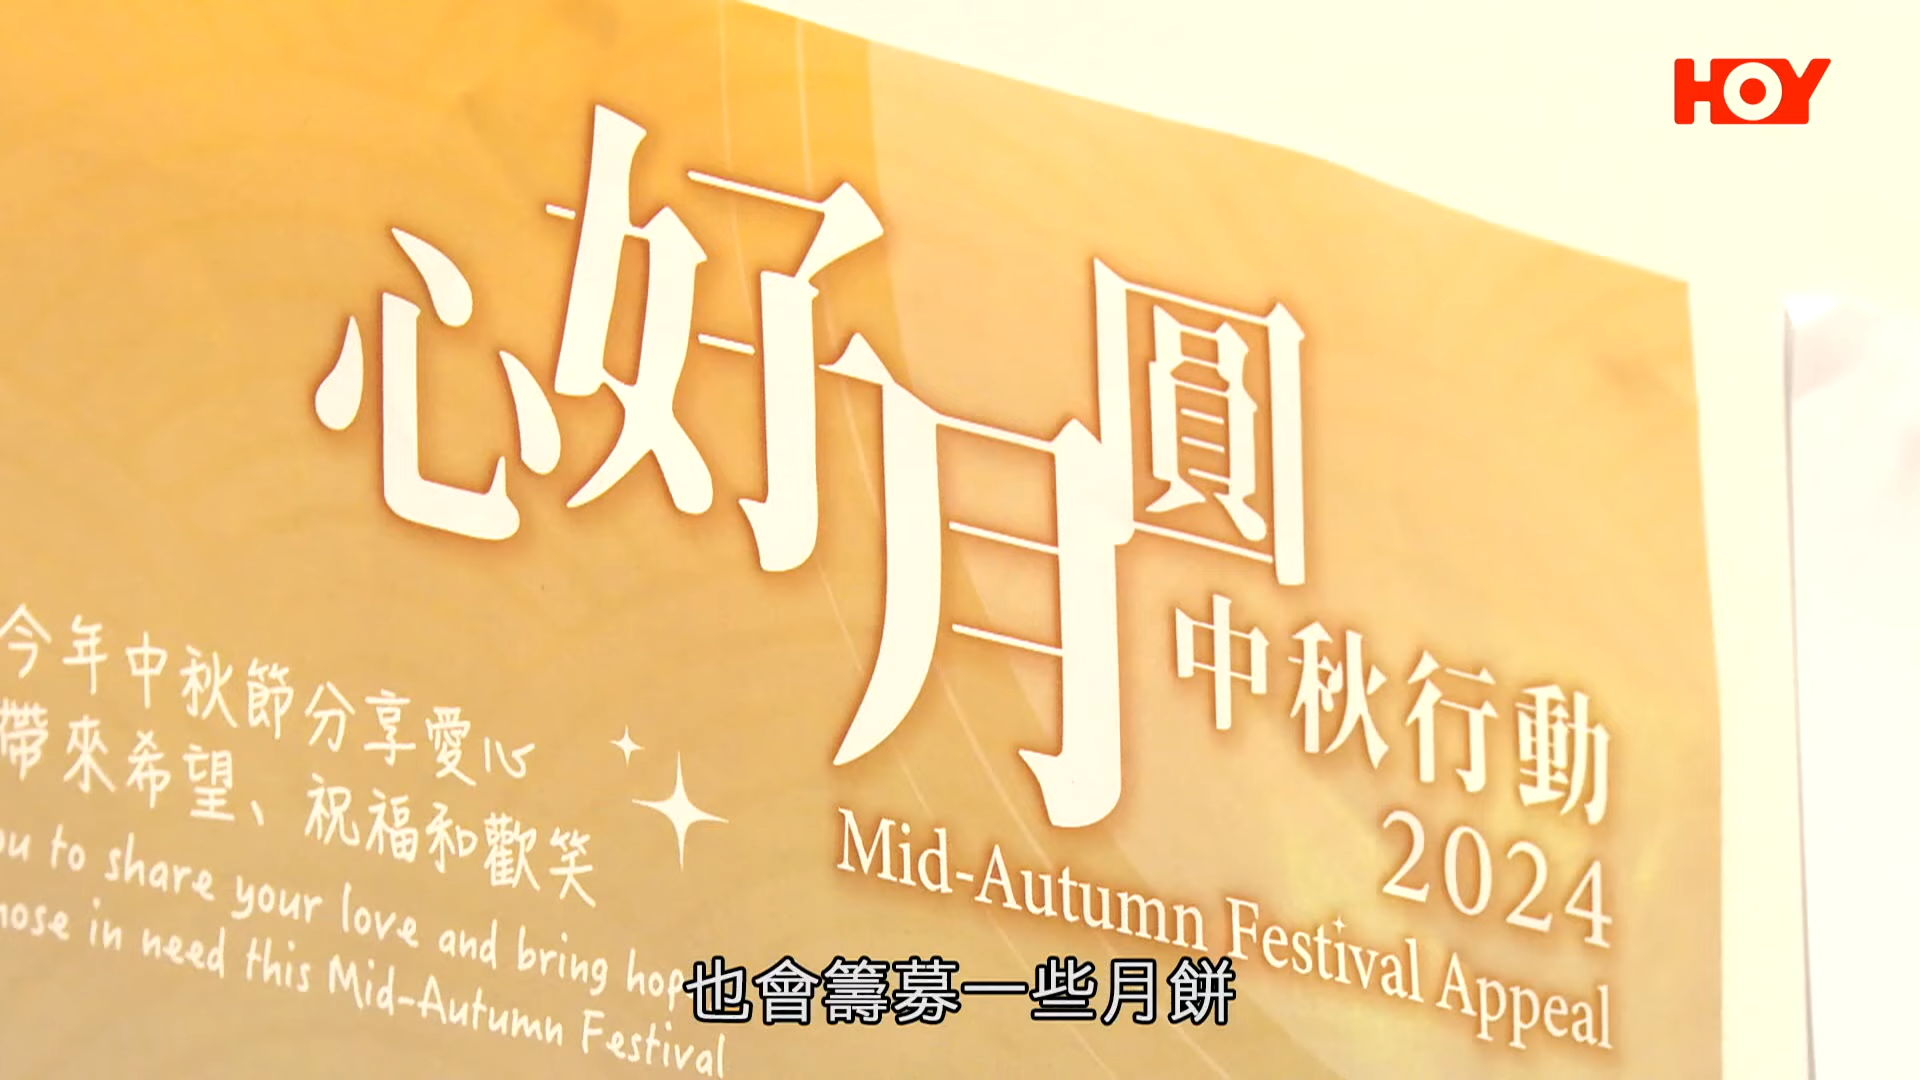 HOY
心好月圓
中秋行動
2024
Mid-Autumn Festival Appeal
今年中秋節分享愛心
帶來希望、祝福和歡笑
to share your love and bring
in need this Mid-Autumn Festival
也會籌募一些月餅